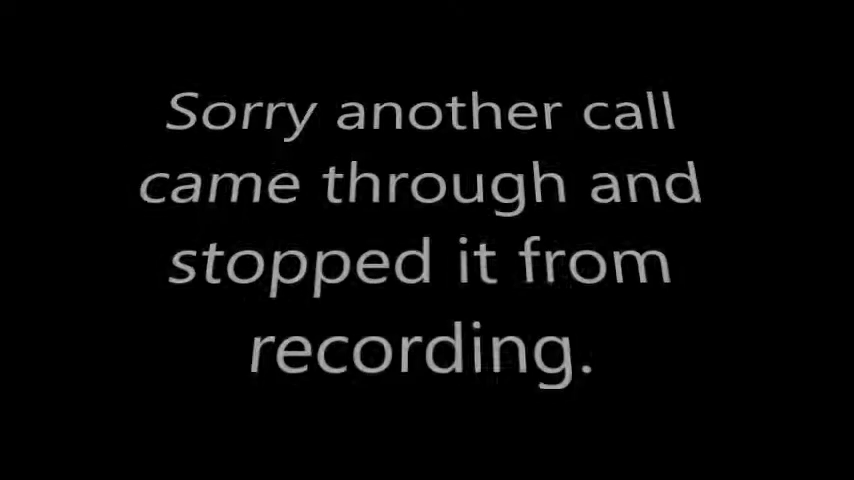 Sorry another call
came through and
stopped it from
recording.